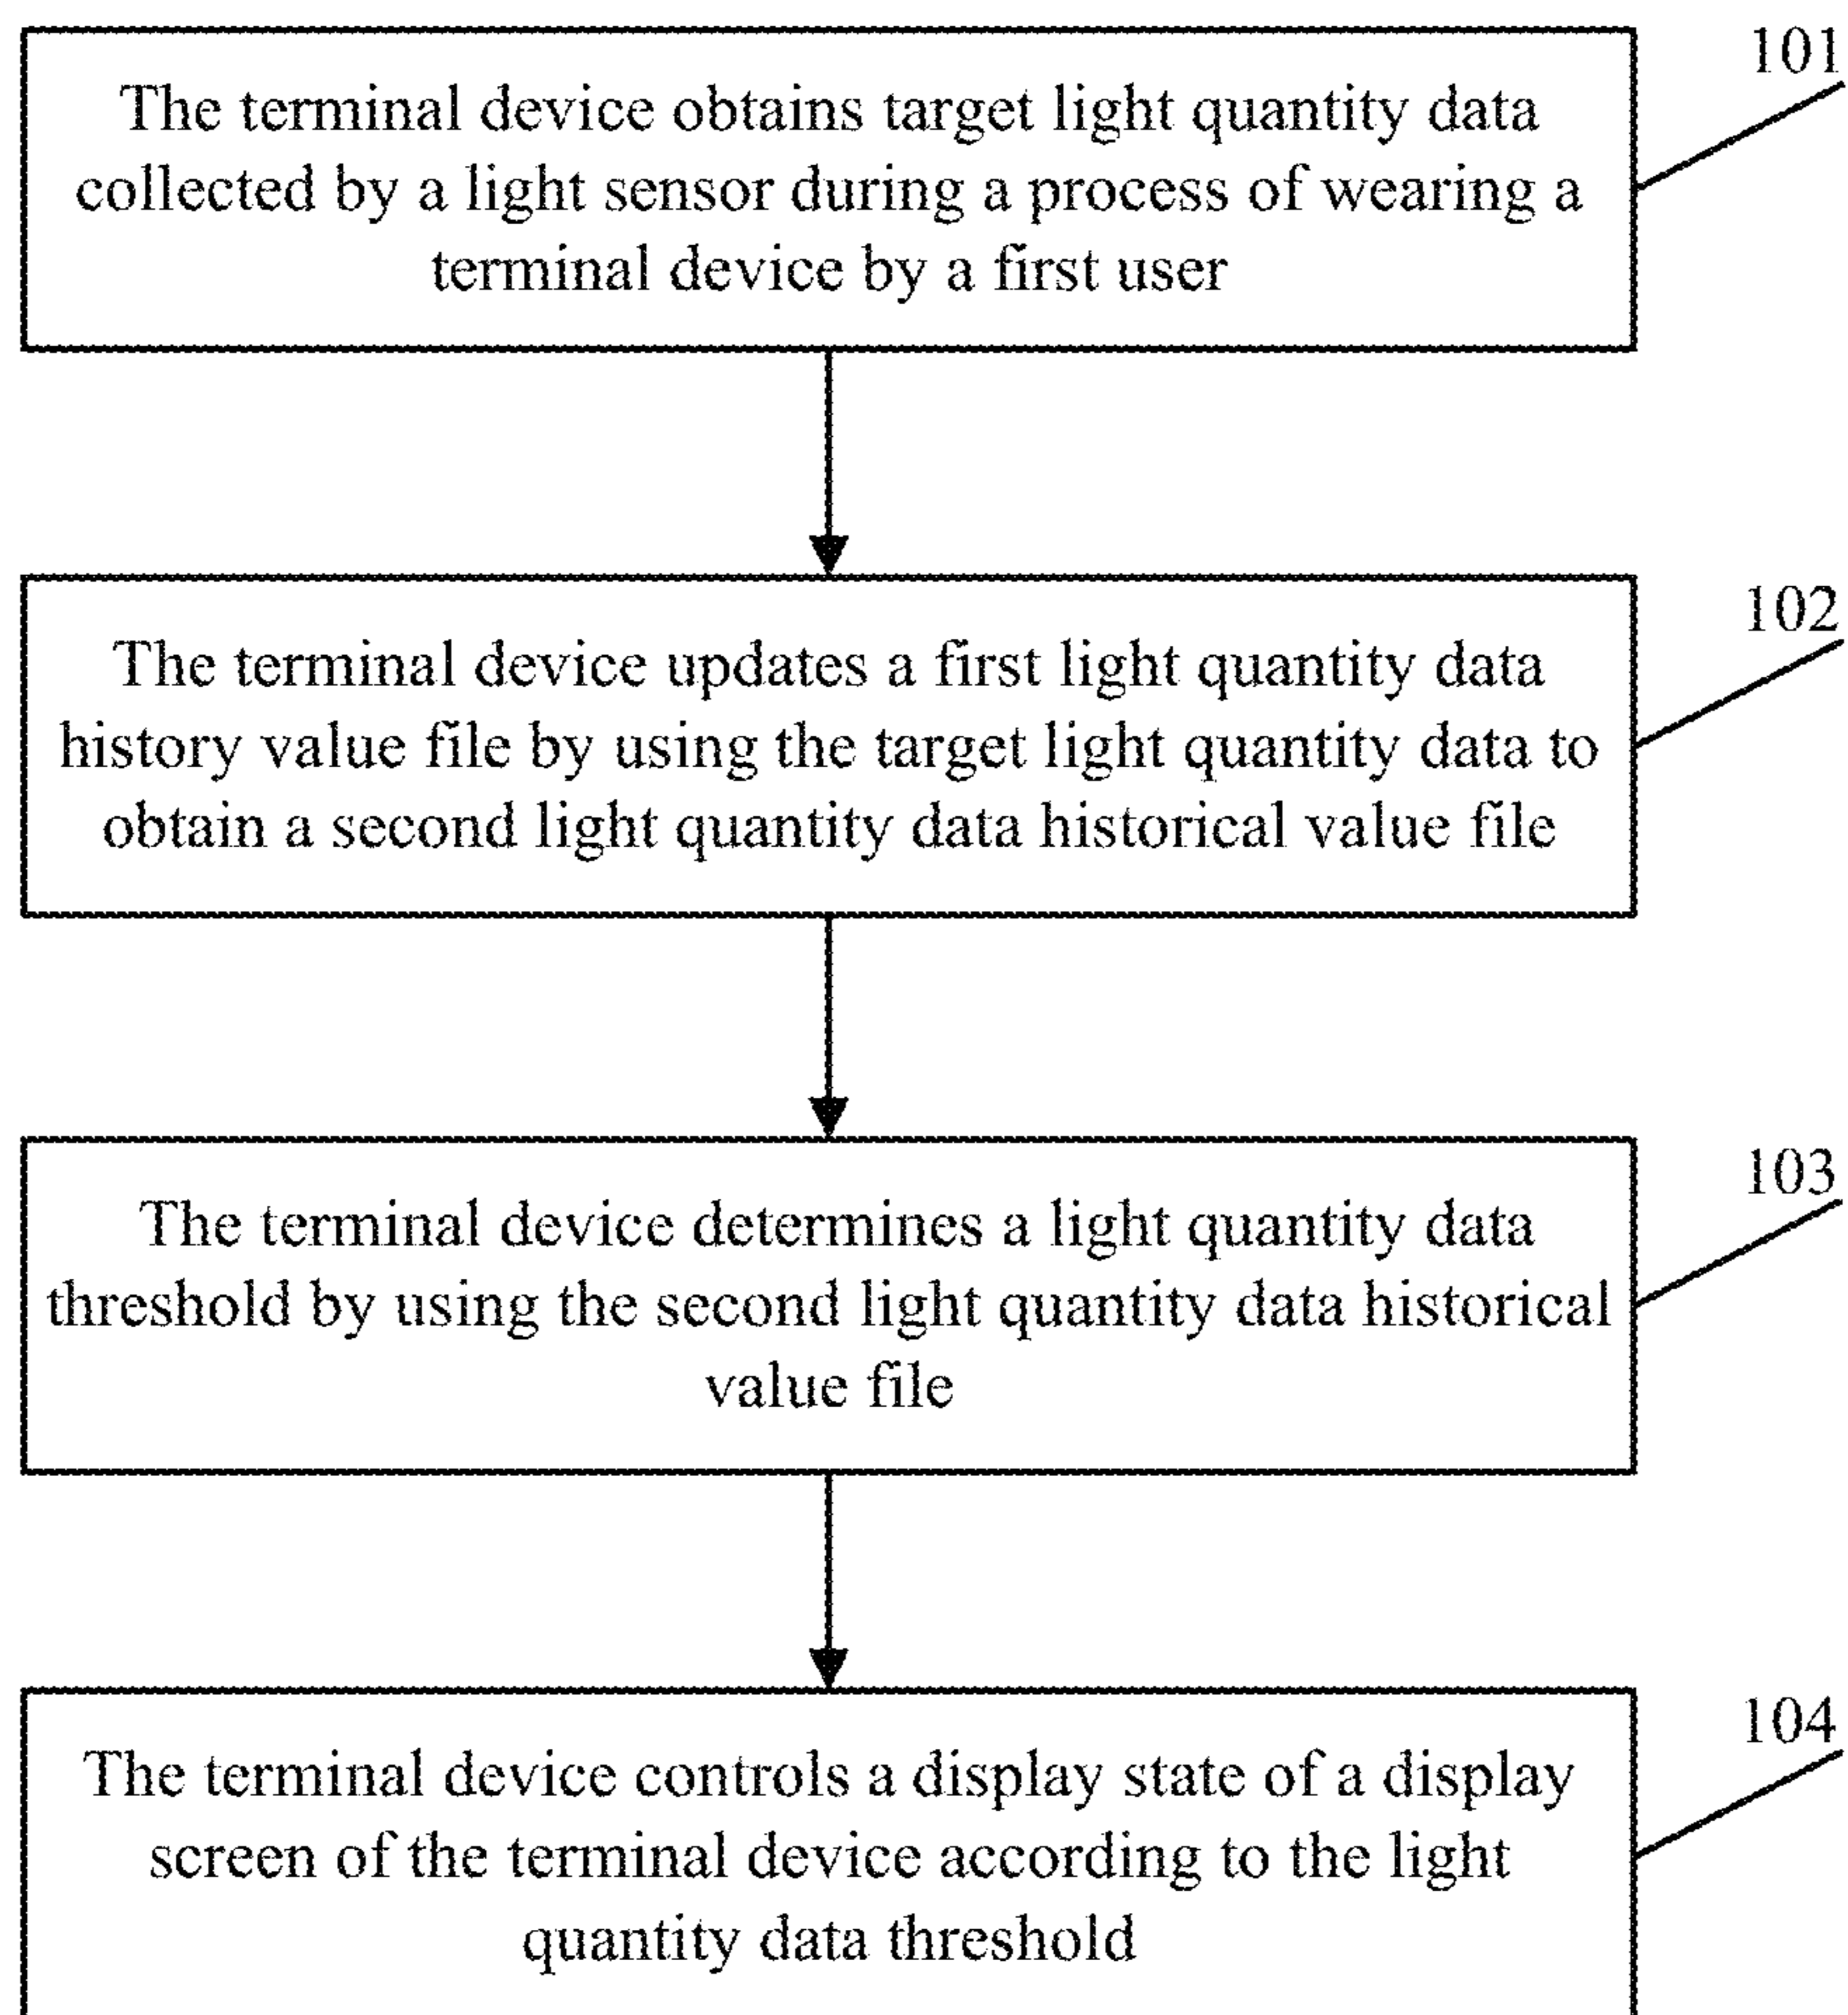 101
The terminal device obtains target light quantity data
collected by a light sensor during a process of wearing a
terminal device by a first user
102
The terminal device updates a first light quantity data
history value file by using the target light quantity data to
obtain a second light quantity data historical value file
103
The terminal device determines a light quantity data
threshold by using the second light quantity data historical
value file
104
The terminal device controls a display state of a display
screen of the terminal device according to the light
quantity data threshold